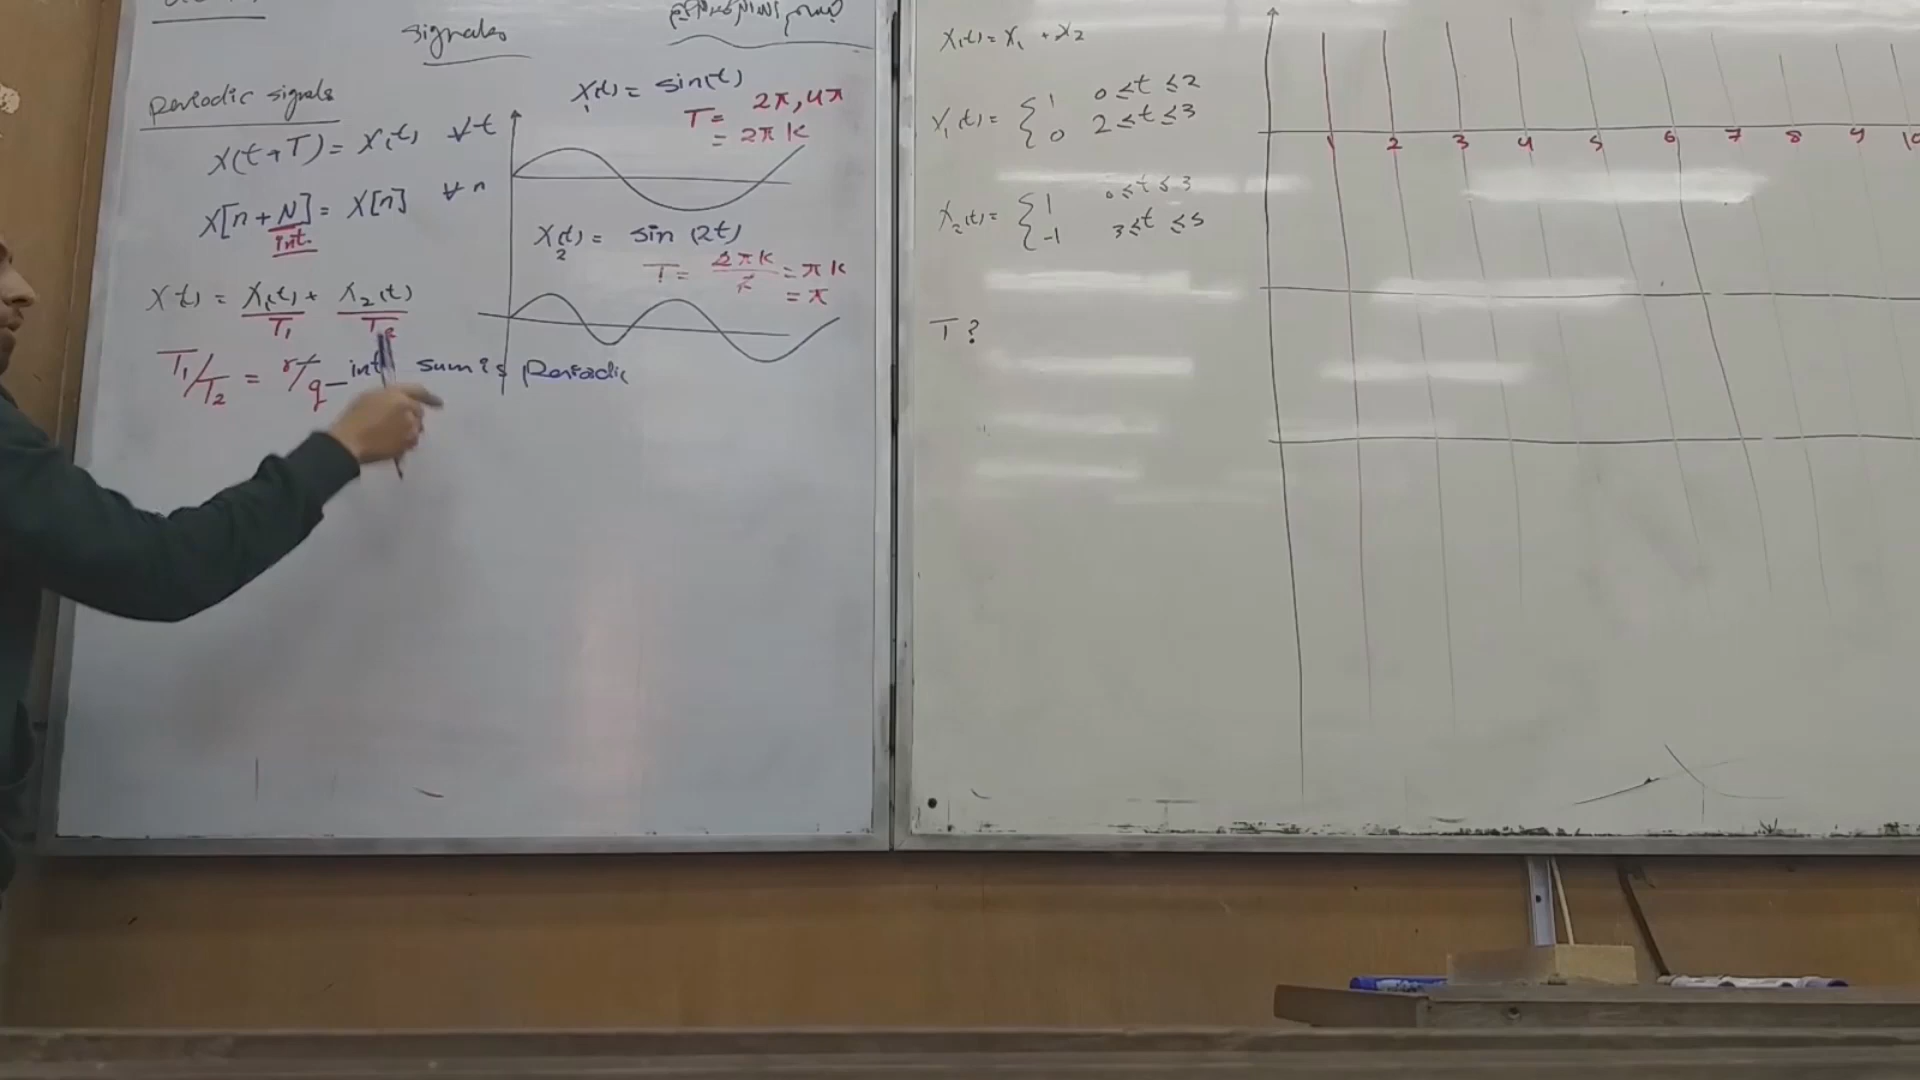 Signals
Periodic signals
X(t+T) = X(t) ∀t
X[n+N] = X[n] ∀n
int.
X(t) = X₁(t) + X₂(t)
T₁ T₂
T₁/T₂ = r/q int sum is Periodic
X₁(t) = sin(t)
T = 2π, 4π
= 2πk
X₂(t) = sin(2t)
T = 2πk/2 = πk
= π
X(t) = X₁ + X₂
X₁(t) = { 1 0≤t≤2
0 2≤t≤3
X₂(t) = { 1 0≤t≤3
-1 3≤t≤5
T?
1 2 3 4 5 6 7 8 9 10